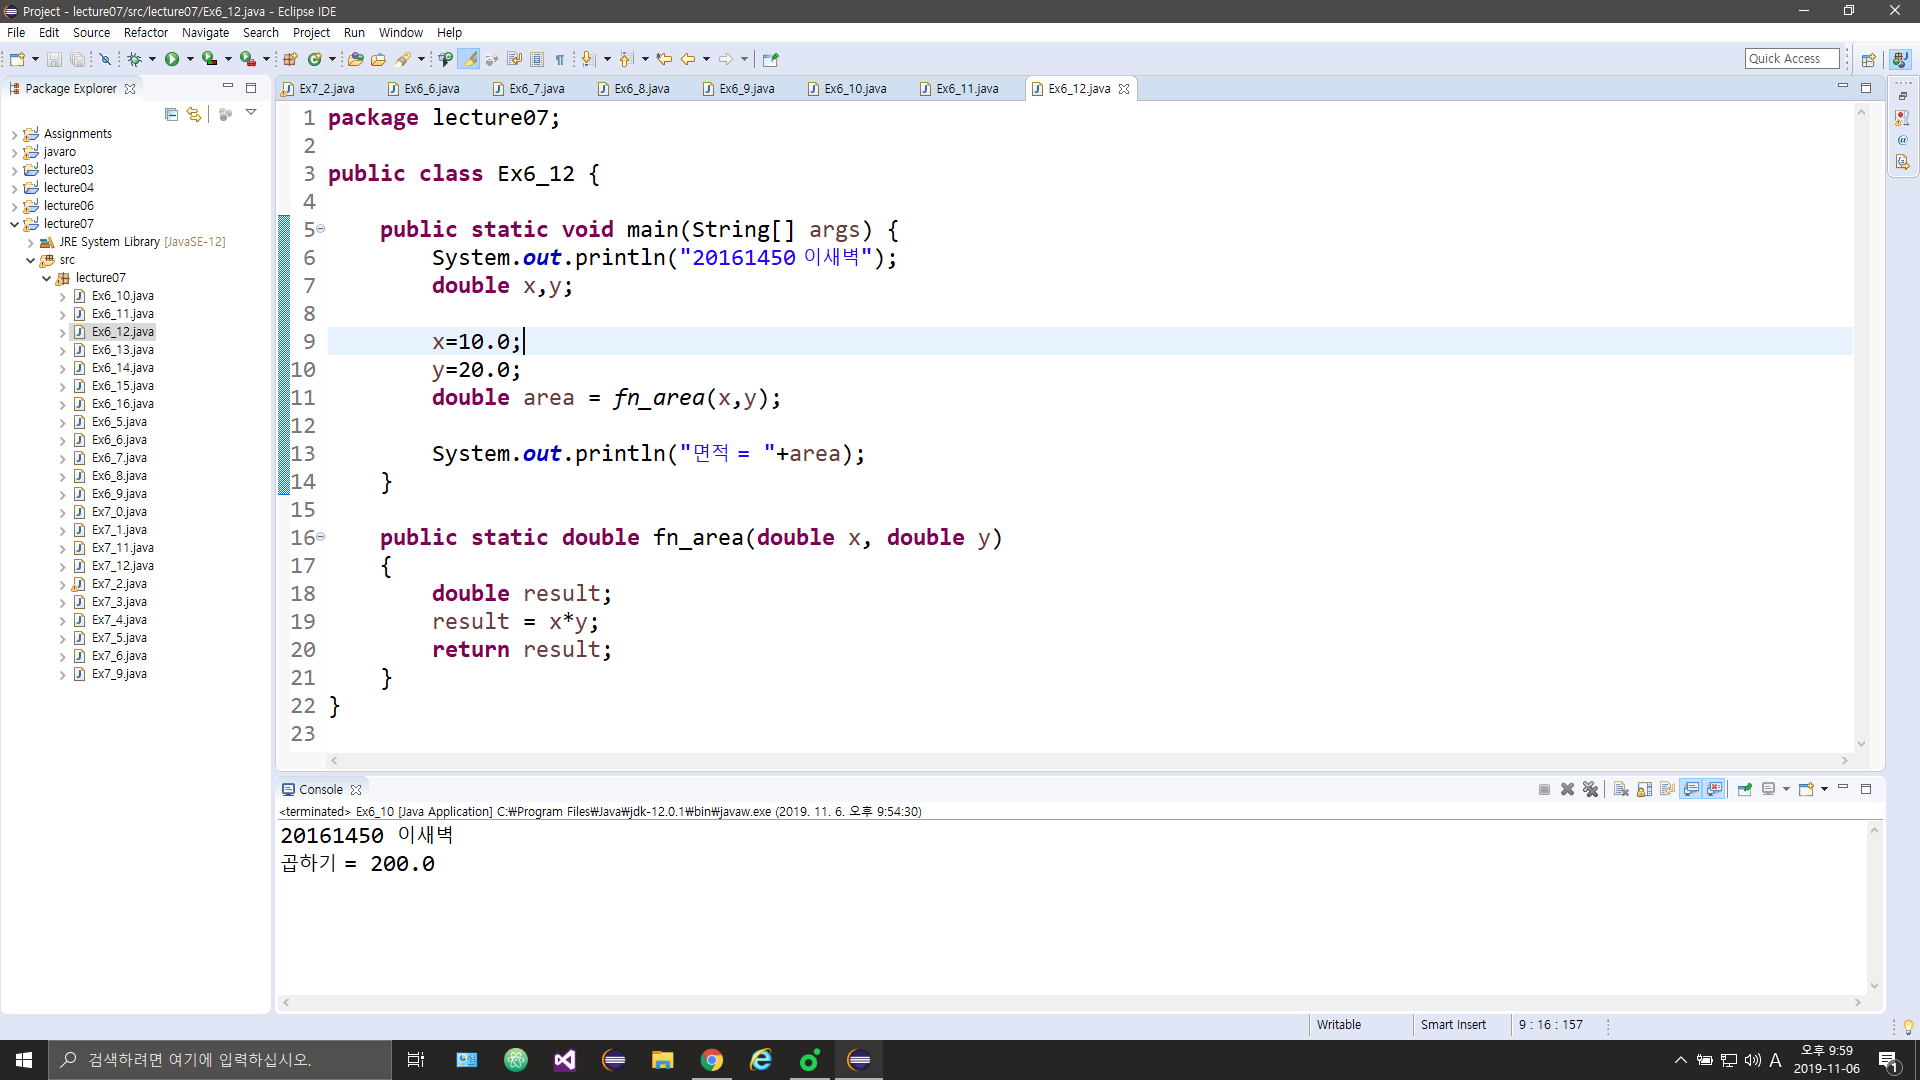 Project - lecture07/src/lecture07/Ex6_12.java - Eclipse IDE
File Edit Source Refactor Navigate Search Project Run Window Help
Quick Access
Package Explorer
Assignments
javaro
lecture03
lecture04
lecture06
lecture07
JRE System Library [JavaSE-12]
src
lecture07
Ex6_10.java
Ex6_11.java
Ex6_12.java
Ex6_13.java
Ex6_14.java
Ex6_15.java
Ex6_16.java
Ex6_5.java
Ex6_6.java
Ex6_7.java
Ex6_8.java
Ex6_9.java
Ex7_0.java
Ex7_1.java
Ex7_11.java
Ex7_12.java
Ex7_2.java
Ex7_3.java
Ex7_4.java
Ex7_5.java
Ex7_6.java
Ex7_9.java
Ex7_2.java Ex6_6.java Ex6_7.java Ex6_8.java Ex6_9.java Ex6_10.java Ex6_11.java Ex6_12.java
1 package lecture07;
2
3 public class Ex6_12 {
4
5 public static void main(String[] args) {
6 System.out.println("20161450 이새벽");
7 double x,y;
8
9 x=10.0;
10 y=20.0;
11 double area = fn_area(x,y);
12
13 System.out.println("면적 = "+area);
14 }
15
16 public static double fn_area(double x, double y)
17 {
18 double result;
19 result = x*y;
20 return result;
21 }
22 }
23
Console
<terminated> Ex6_10 [Java Application] C:₩Program Files₩Java₩jdk-12.0.1₩bin₩javaw.exe (2019. 11. 6. 오후 9:54:30)
20161450 이새벽
곱하기 = 200.0
Writable Smart Insert 9 : 16 : 157
검색하려면 여기에 입력하십시오.
A
오후 9:59
2019-11-06
1